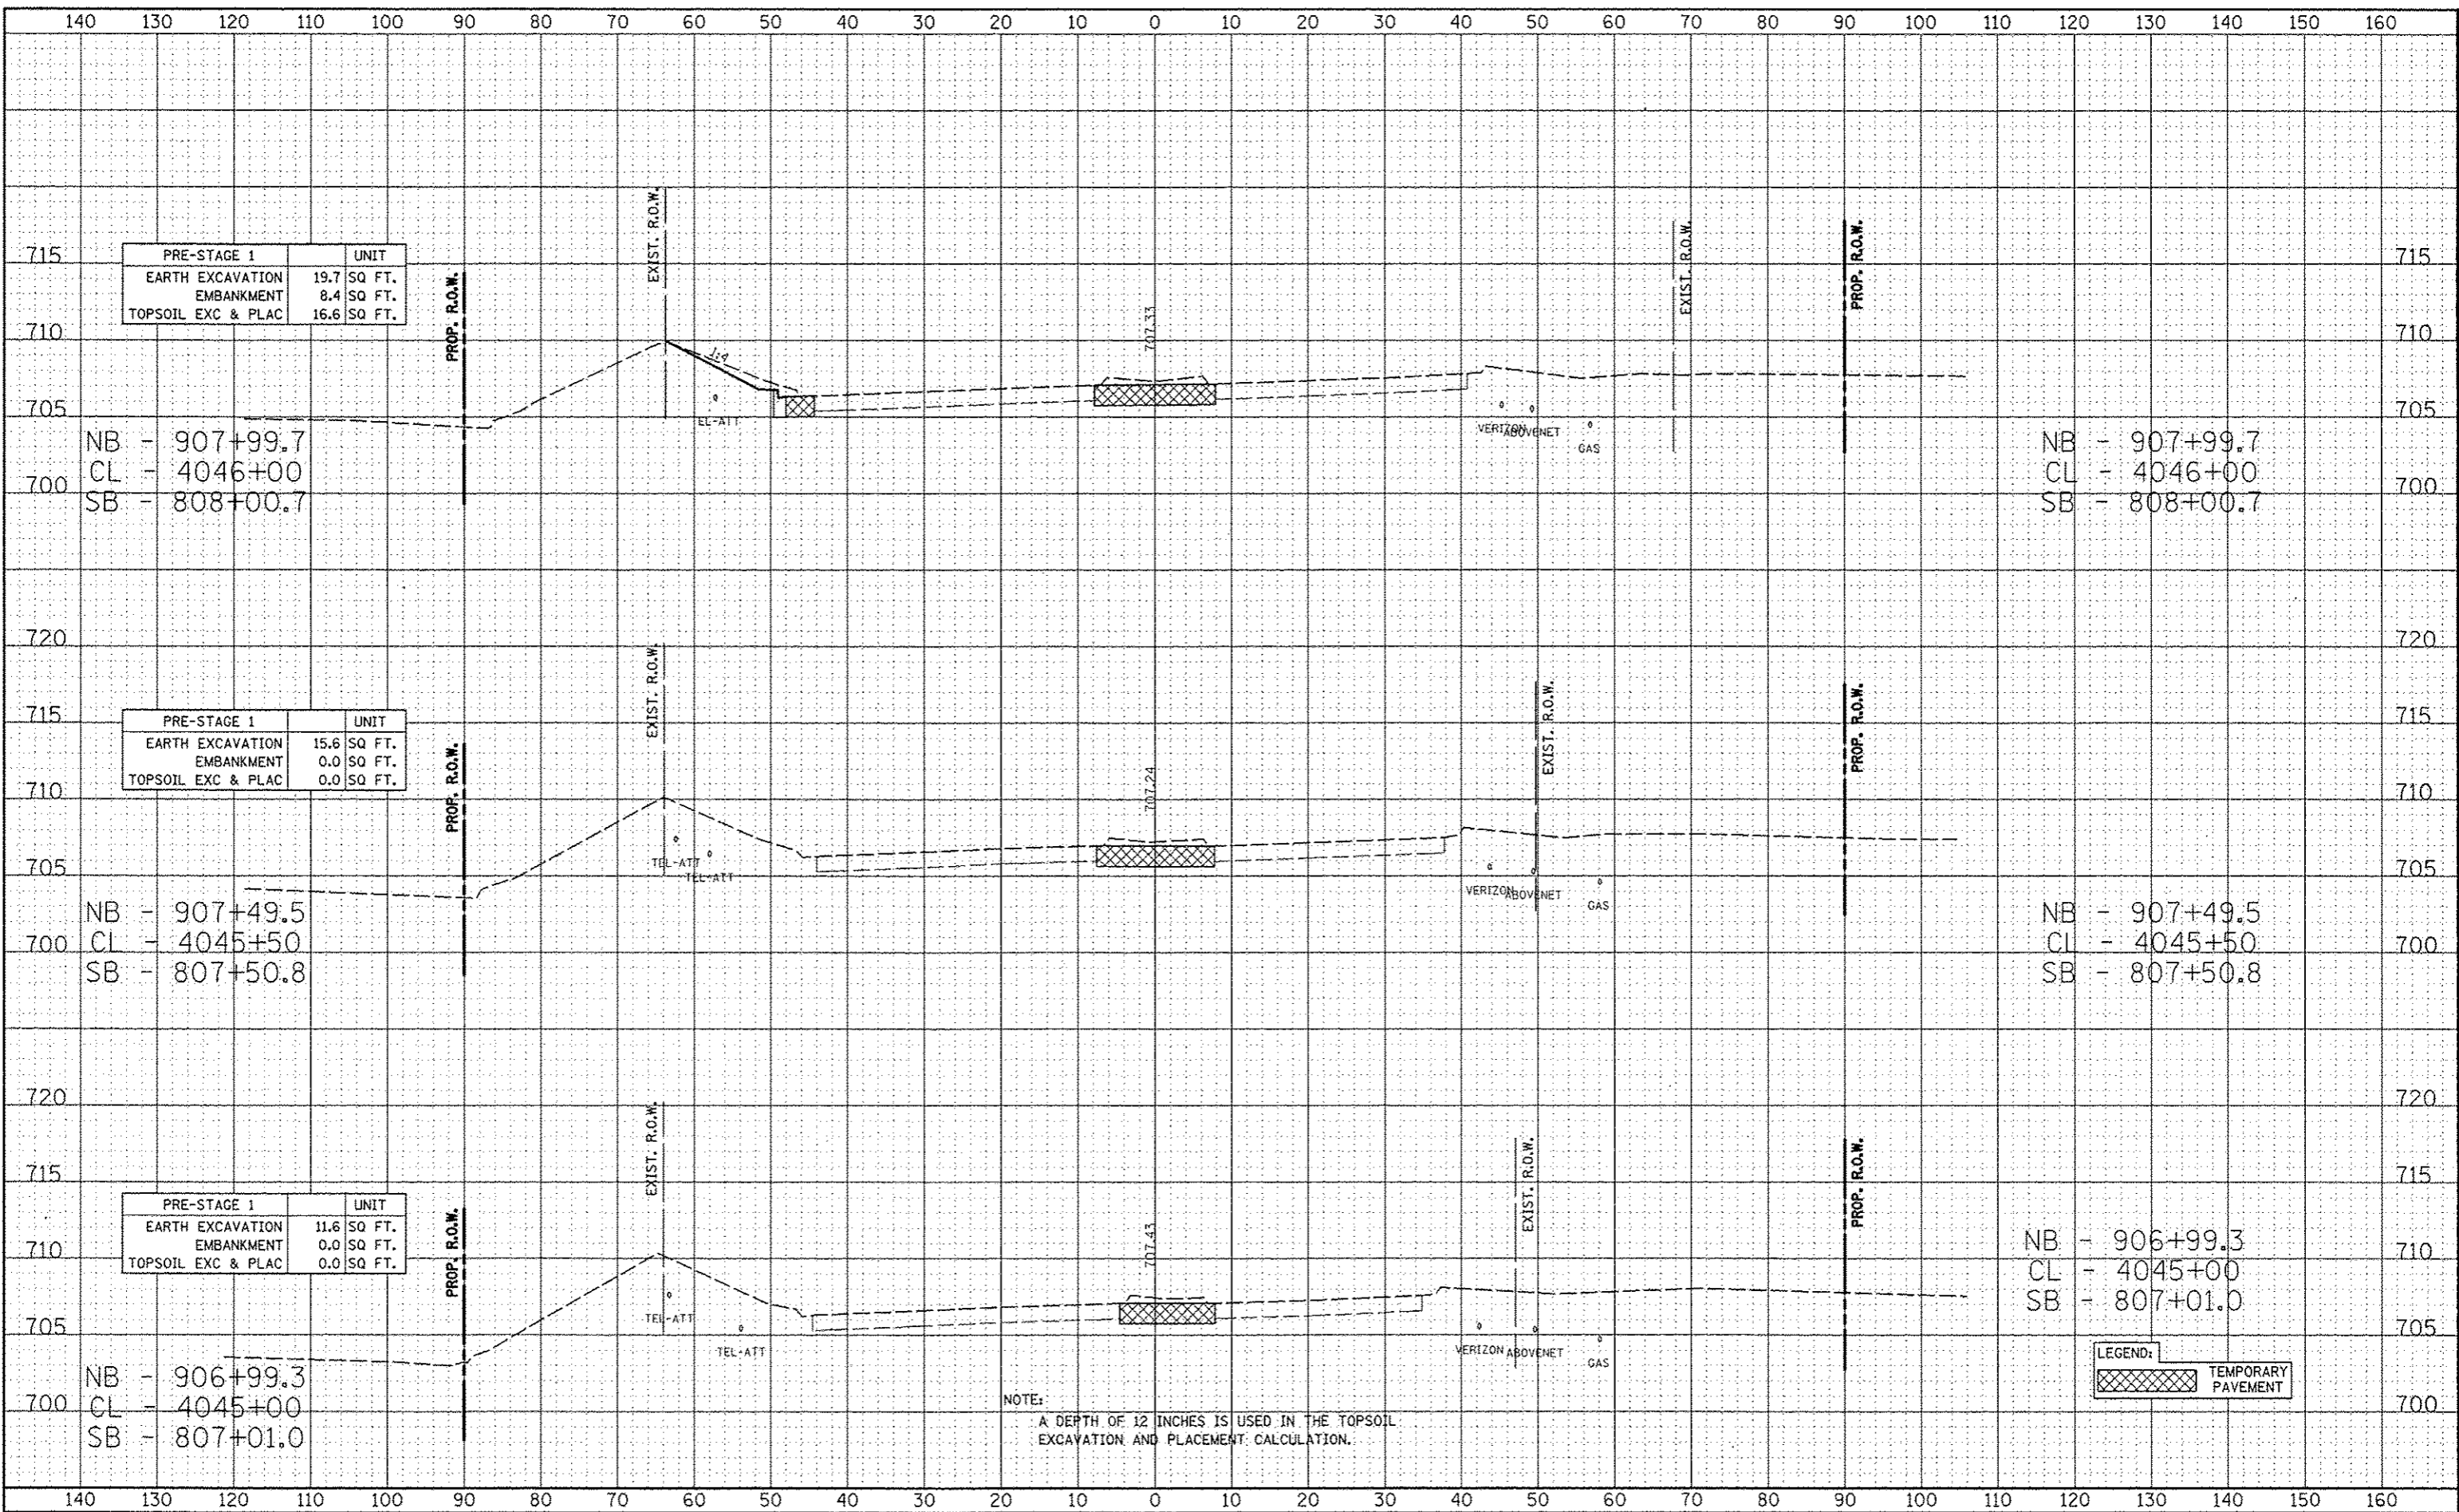 140 130 120 110 100 90 80 70 60 50 40 30 20 10 0 10 20 30 40 50 60 70 80 90 100 110 120 130 140 150 160
715 715
PRE-STAGE 1 UNIT
EARTH EXCAVATION 19.7 SQ FT.
EMBANKMENT 8.4 SQ FT.
TOPSOIL EXC & PLAC 16.6 SQ FT.
PROP. R.O.W.
EXIST. R.O.W.
1:4
707.33
EXIST. R.O.W.
PROP. R.O.W.
710 710
705 705
EL-ATT
VERIZON
ABOVENET
GAS
NB - 907+99.7
CL - 4046+00
SB - 808+00.7
NB - 907+99.7
CL - 4046+00
SB - 808+00.7
700 700
720 720
715 715
PRE-STAGE 1 UNIT
EARTH EXCAVATION 15.6 SQ FT.
EMBANKMENT 0.0 SQ FT.
TOPSOIL EXC & PLAC 0.0 SQ FT.
PROP. R.O.W.
EXIST. R.O.W.
707.24
EXIST. R.O.W.
PROP. R.O.W.
710 710
705 705
TEL-ATT
TEL-ATT
VERIZON
ABOVENET
GAS
NB - 907+49.5
CL - 4045+50
SB - 807+50.8
NB - 907+49.5
CL - 4045+50
SB - 807+50.8
700 700
720 720
715 715
PRE-STAGE 1 UNIT
EARTH EXCAVATION 11.6 SQ FT.
EMBANKMENT 0.0 SQ FT.
TOPSOIL EXC & PLAC 0.0 SQ FT.
PROP. R.O.W.
EXIST. R.O.W.
707.43
EXIST. R.O.W.
PROP. R.O.W.
710 710
NB - 906+99.3
CL - 4045+00
SB - 807+01.0
705 705
TEL-ATT
TEL-ATT
VERIZON
ABOVENET
GAS
LEGEND:
TEMPORARY
PAVEMENT
NB - 906+99.3
CL - 4045+00
SB - 807+01.0
700 700
NOTE:
A DEPTH OF 12 INCHES IS USED IN THE TOPSOIL
EXCAVATION AND PLACEMENT CALCULATION.
140 130 120 110 100 90 80 70 60 50 40 30 20 10 0 10 20 30 40 50 60 70 80 90 100 110 120 130 140 150 160